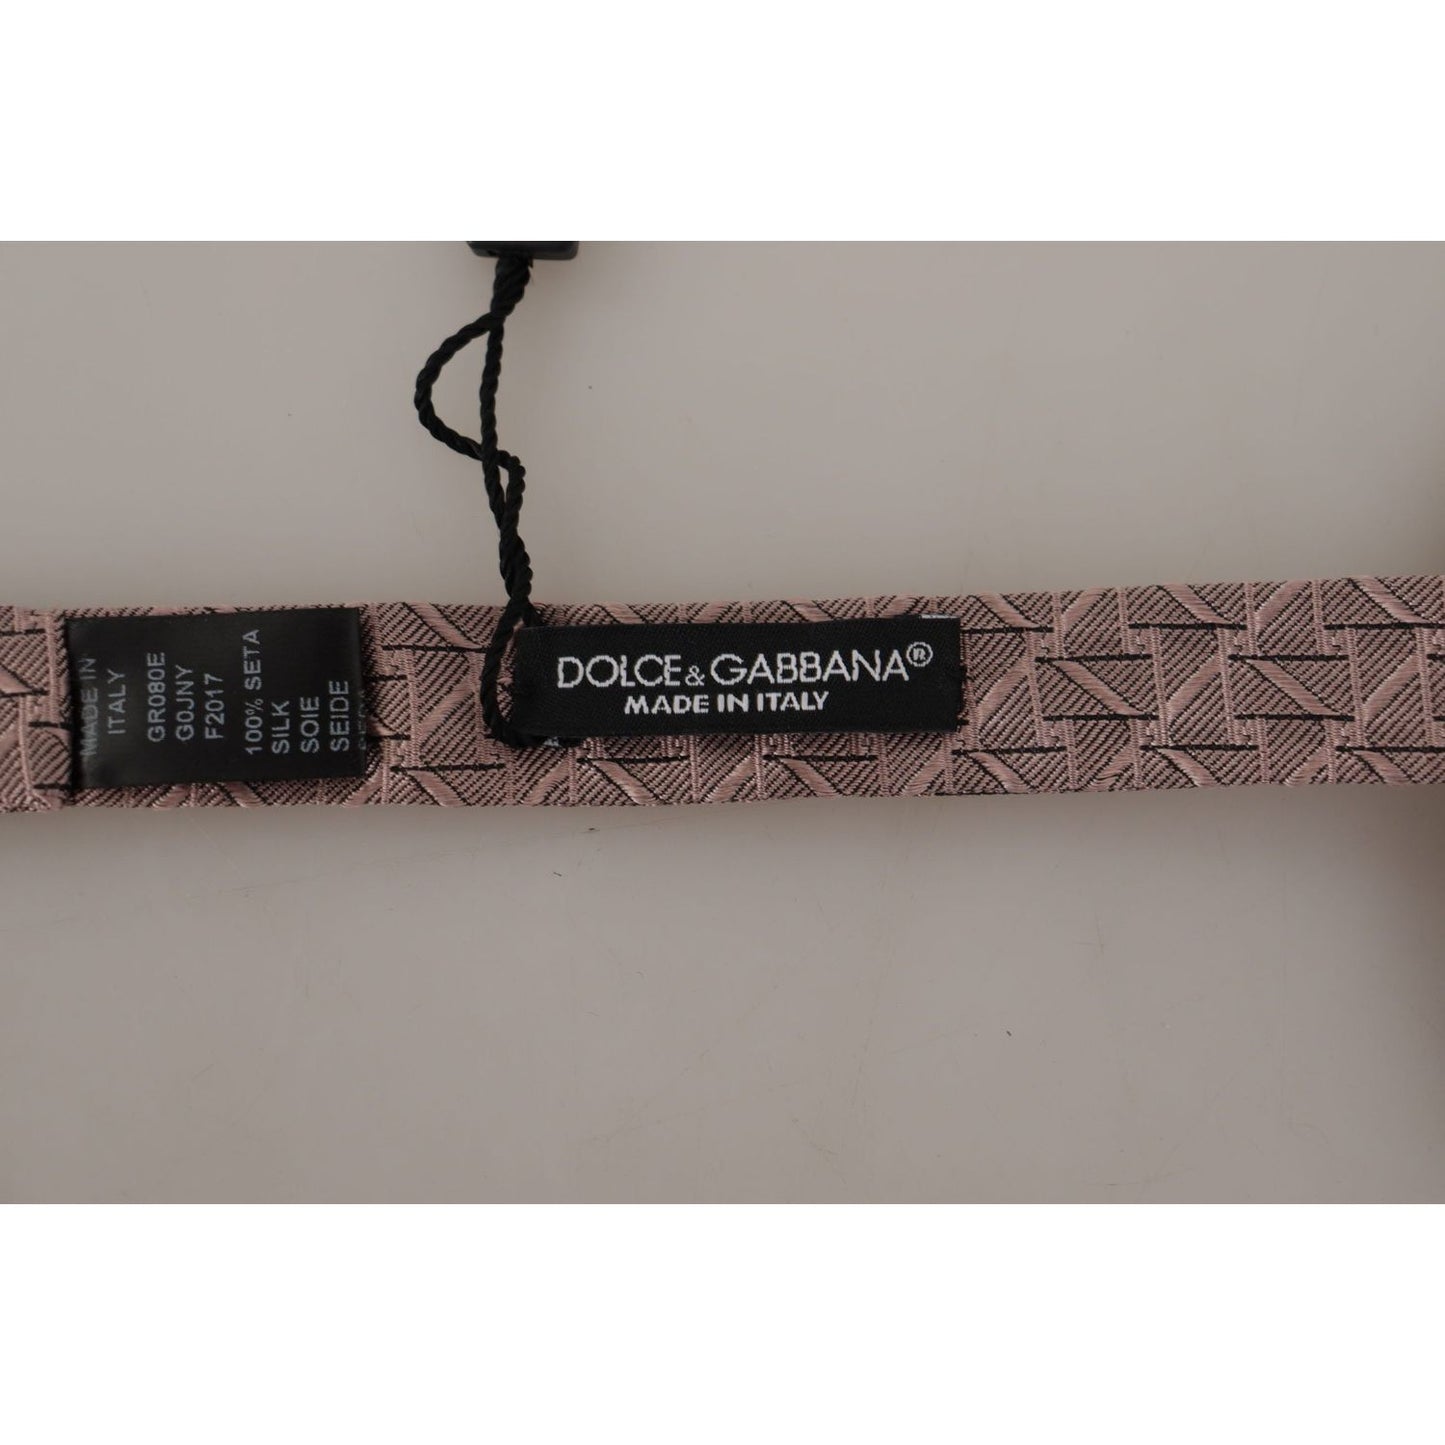 MADE IN
ITALY
GR080E
G0JNY
F2017
100% SETA
SILK
SOIE
SEIDE
DOLCE&GABBANA®
MADE IN ITALY